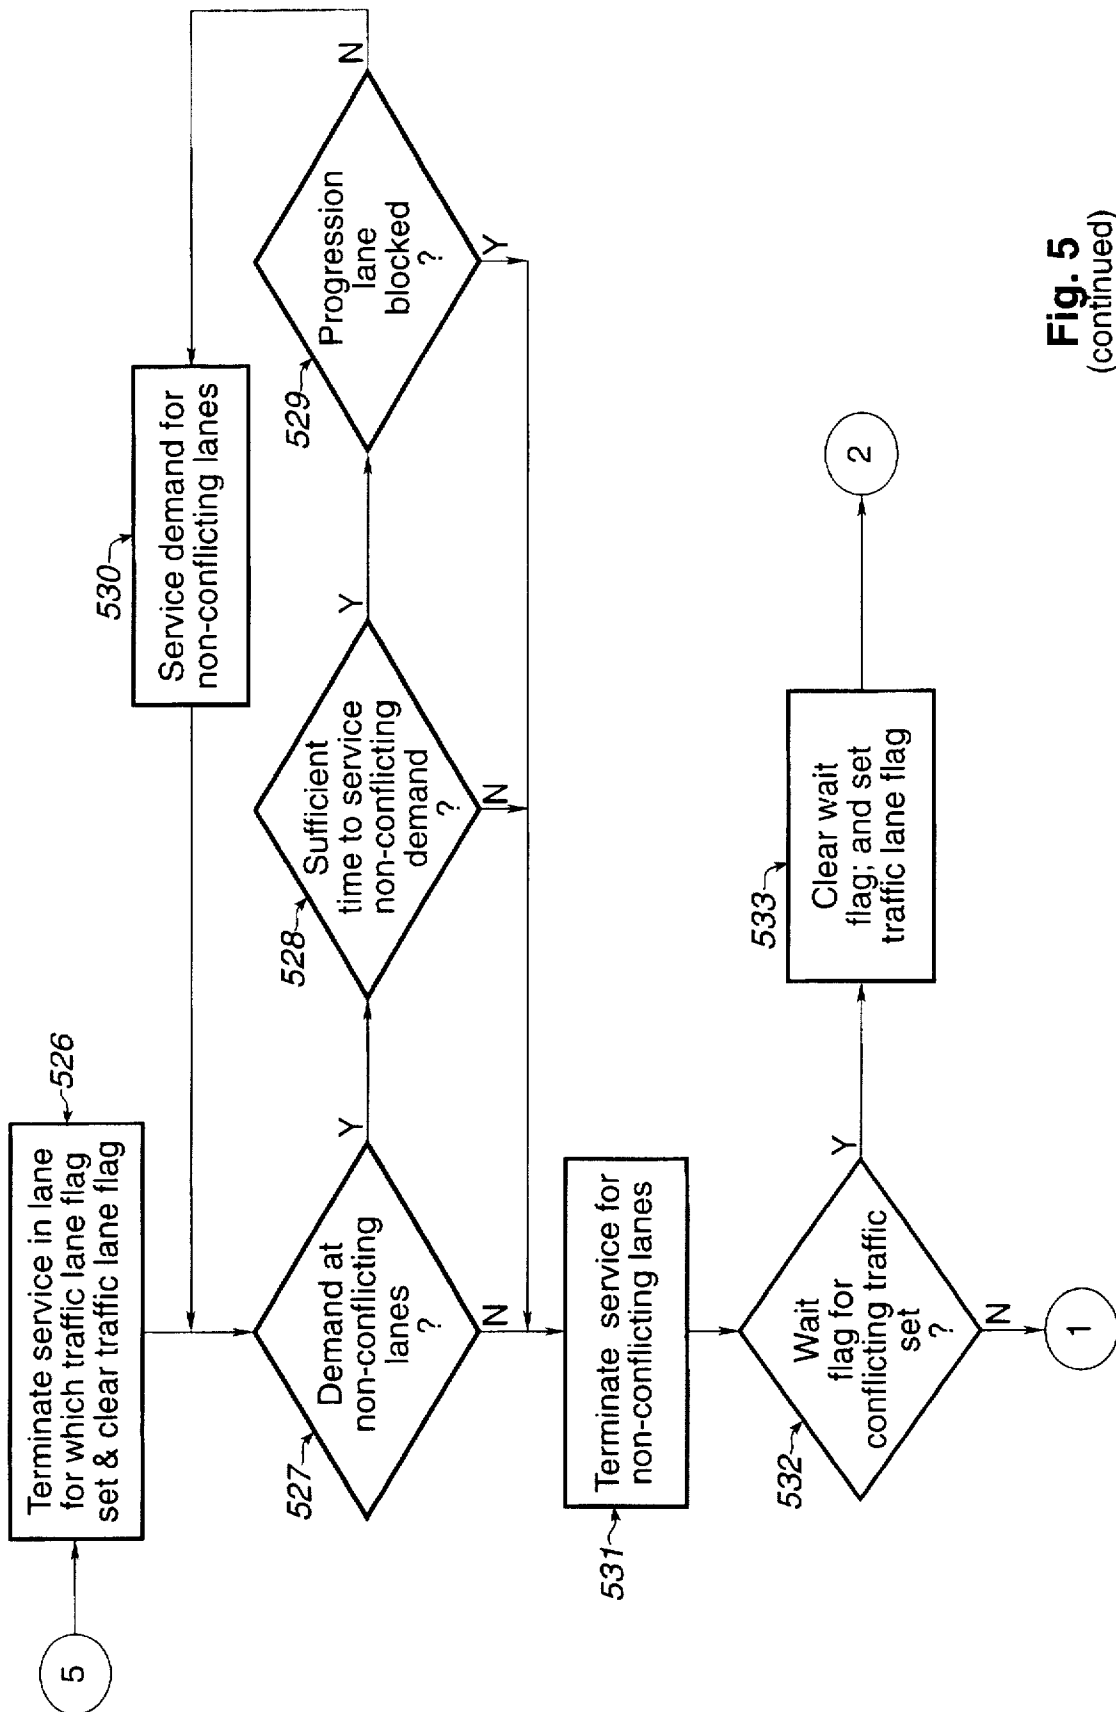 5
Terminate service in lane
for which traffic lane flag
set & clear traffic lane flag
526
530
Service demand for
non-conflicting lanes
527
Demand at
non-conflicting
lanes
?
Y
N
528
Sufficient
time to service
non-conflicting
demand
?
Y
N
529
Progression
lane
blocked
?
N
Y
531
Terminate service for
non-conflicting lanes
532
Wait
flag for
conflicting traffic
set
?
Y
N
533
Clear wait
flag; and set
traffic lane flag
2
1
Fig. 5
(continued)